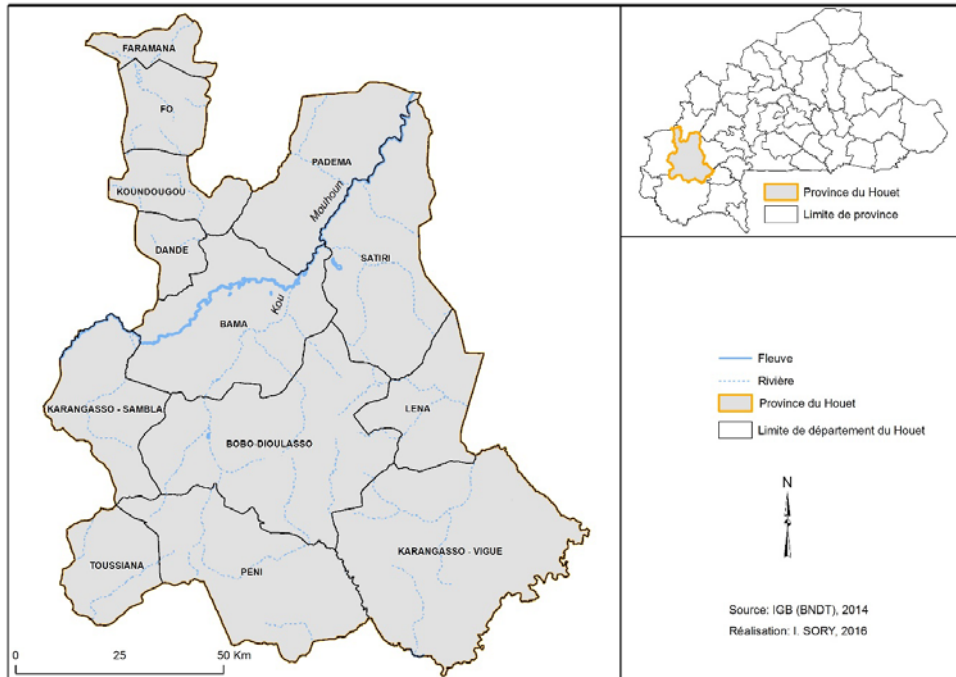 FARAMANA
FO
PADEMA
KOUNDOUGOU
Mouhoun
DANDE
SATIRI
Kou
BAMA
KARANGASSO - SAMBLA
LENA
BOBO-DIOULASSO
KARANGASSO - VIGUE
TOUSSIANA
PENI
0 25 50 Km
Province du Houet
Limite de province
Fleuve
Rivière
Province du Houet
Limite de département du Houet
N
Source: IGB (BNDT), 2014
Réalisation: I. SORY, 2016